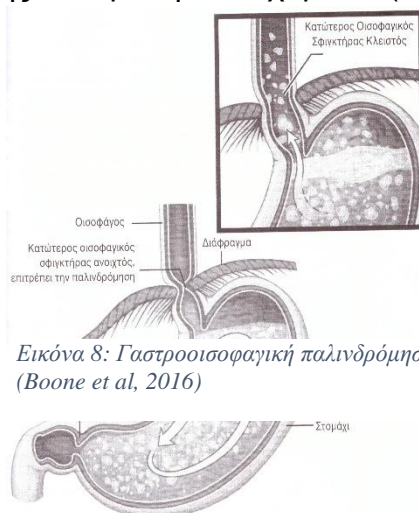 Κατώτερος Οισοφαγικός
Σφιγκτήρας Κλειστός
Οισοφάγος
Κατώτερος οισοφαγικός
σφιγκτήρας ανοιχτός,
επιτρέπει την παλινδρόμηση
Διάφραγμα
Εικόνα 8: Γαστροοισοφαγική παλινδρόμησ
(Boone et al, 2016)
Στομάχι